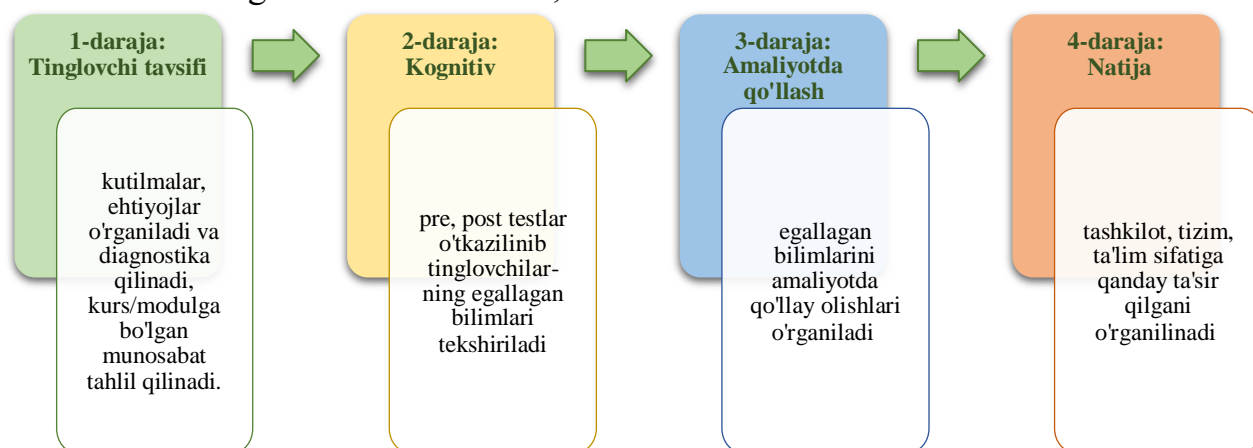 1-daraja:
Tinglovchi tavsifi
kutilmalar,
ehtiyojlar
o'rganiladi va
diagnostika
qilinadi,
kurs/modulga
bo'lgan
munosabat
tahlil qilinadi.
2-daraja:
Kognitiv
pre, post testlar
o'tkazilinib
tinglovchilar-
ning egallagan
bilimlari
tekshiriladi
3-daraja:
Amaliyotda
qo'llash
egallagan
bilimlarini
amaliyotda
qo'llay olishlari
o'rganiladi
4-daraja:
Natija
tashkilot, tizim,
ta'lim sifatiga
qanday ta'sir
qilgani
o'rganilinadi